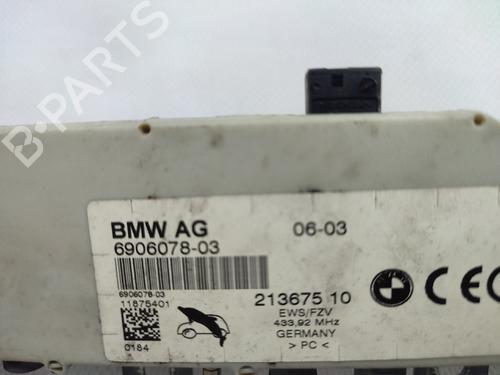 BMW AG 06-03
6906078-03
6906078-03
11875401
213675 10
EWS/FZV
433,92 MHz
0184
GERMANY
> PC <
BMW
CE
B-PARTS